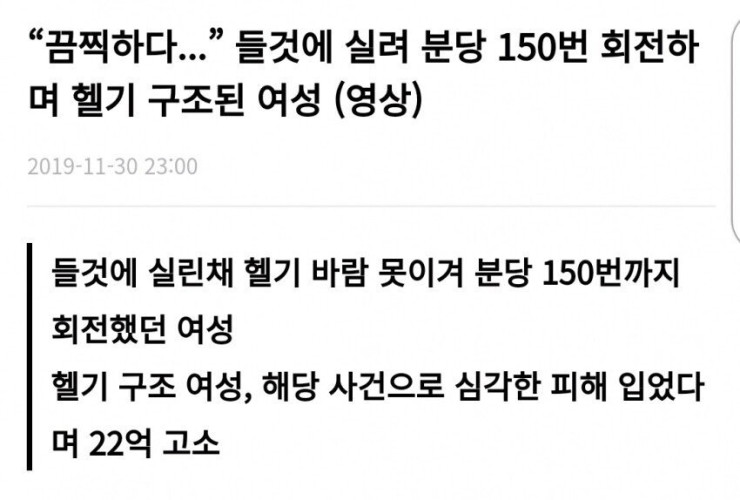 “끔찍하다...” 들것에 실려 분당 150번 회전하
며 헬기 구조된 여성 (영상)
2019-11-30 23:00
들것에 실린채 헬기 바람 못이겨 분당 150번까지
회전했던 여성
헬기 구조 여성, 해당 사건으로 심각한 피해 입었다
며 22억 고소